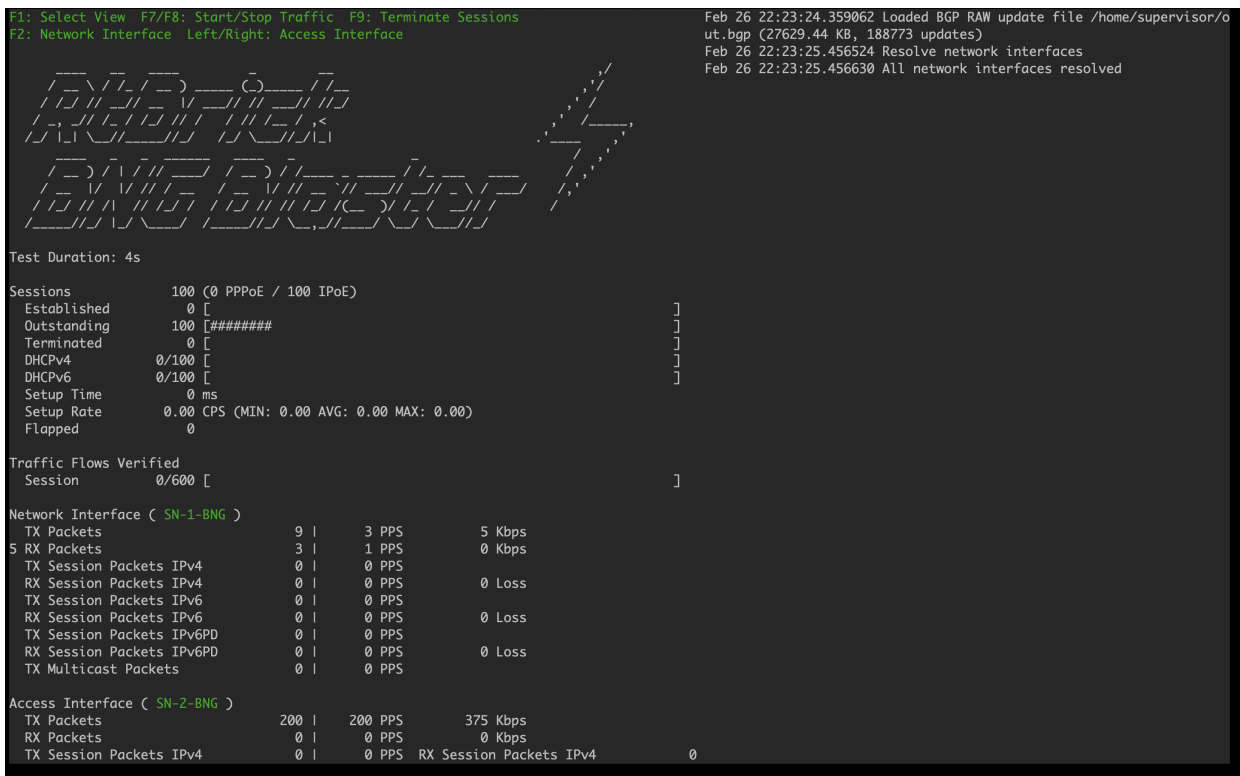 F1: Select View  F7/F8: Start/Stop Traffic  F9: Terminate Sessions
F2: Network Interface  Left/Right: Access Interface
RtBrick
BNG Blaster
Test Duration: 4s
Sessions 100 (0 PPPoE / 100 IPoE)
Established 0 [ ]
Outstanding 100 [######## ]
Terminated 0 [ ]
DHCPv4 0/100 [ ]
DHCPv6 0/100 [ ]
Setup Time 0 ms
Setup Rate 0.00 CPS (MIN: 0.00 AVG: 0.00 MAX: 0.00)
Flapped 0
Traffic Flows Verified
Session 0/600 [ ]
Network Interface ( SN-1-BNG )
TX Packets 9 | 3 PPS 5 Kbps
5 RX Packets 3 | 1 PPS 0 Kbps
TX Session Packets IPv4 0 | 0 PPS
RX Session Packets IPv4 0 | 0 PPS 0 Loss
TX Session Packets IPv6 0 | 0 PPS
RX Session Packets IPv6 0 | 0 PPS 0 Loss
TX Session Packets IPv6PD 0 | 0 PPS
RX Session Packets IPv6PD 0 | 0 PPS 0 Loss
TX Multicast Packets 0 | 0 PPS
Access Interface ( SN-2-BNG )
TX Packets 200 | 200 PPS 375 Kbps
RX Packets 0 | 0 PPS 0 Kbps
TX Session Packets IPv4 0 | 0 PPS RX Session Packets IPv4 0
Feb 26 22:23:24.359062 Loaded BGP RAW update file /home/supervisor/o
ut.bgp (27629.44 KB, 188773 updates)
Feb 26 22:23:25.456524 Resolve network interfaces
Feb 26 22:23:25.456630 All network interfaces resolved